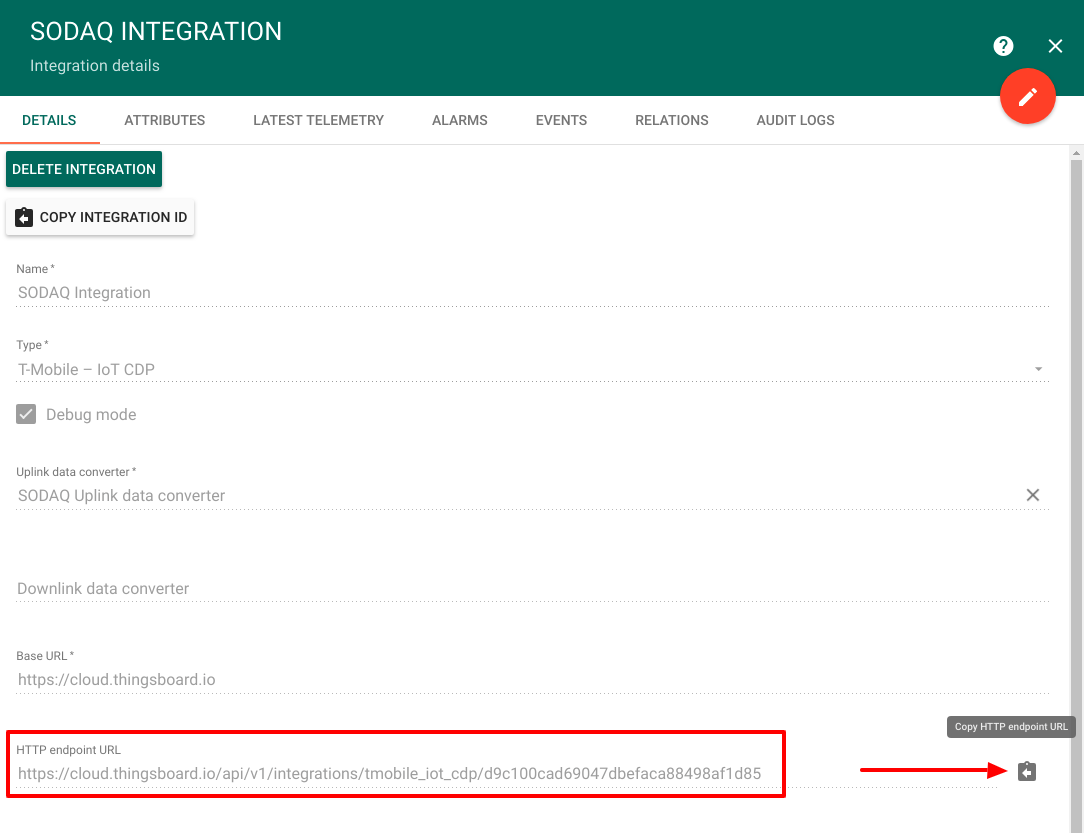 SODAQ INTEGRATION
Integration details
DETAILS ATTRIBUTES LATEST TELEMETRY ALARMS EVENTS RELATIONS AUDIT LOGS
DELETE INTEGRATION
COPY INTEGRATION ID
Name *
SODAQ Integration
Type *
T-Mobile – IoT CDP
Debug mode
Uplink data converter *
SODAQ Uplink data converter
Downlink data converter
Base URL *
https://cloud.thingsboard.io
Copy HTTP endpoint URL
HTTP endpoint URL
https://cloud.thingsboard.io/api/v1/integrations/tmobile_iot_cdp/d9c100cad69047dbefaca88498af1d85